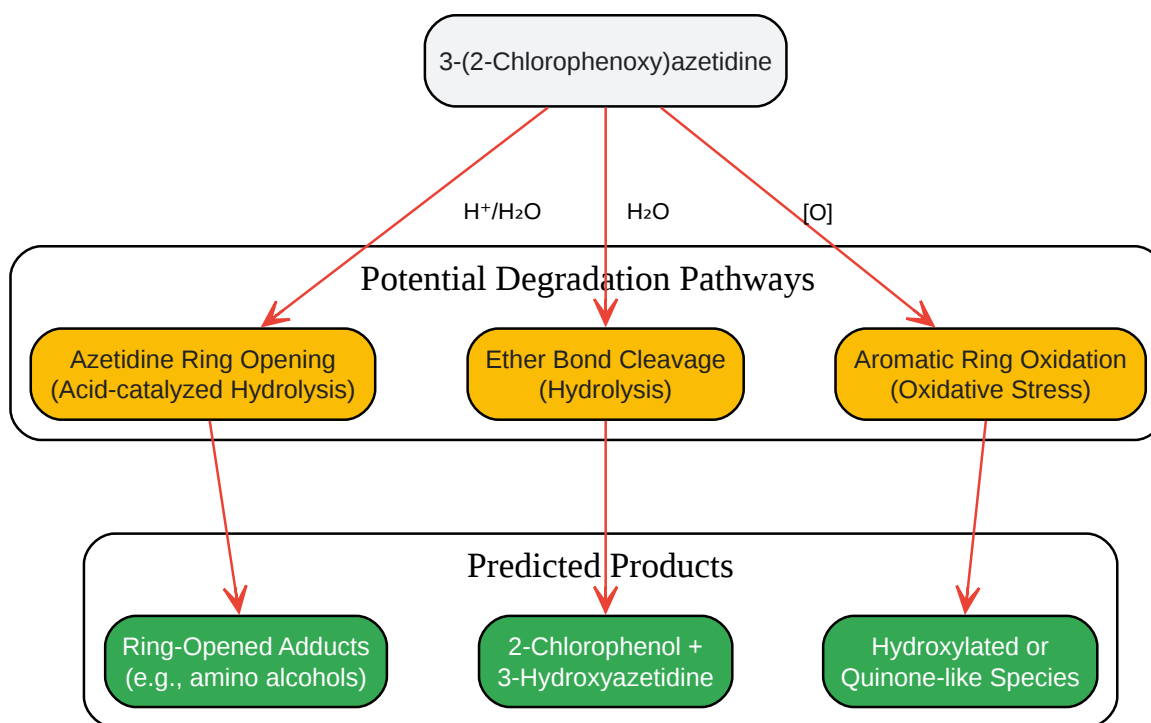 3-(2-Chlorophenoxy)azetidine
H⁺/H₂O
H₂O
[O]
Potential Degradation Pathways
Azetidine Ring Opening
(Acid-catalyzed Hydrolysis)
Ether Bond Cleavage
(Hydrolysis)
Aromatic Ring Oxidation
(Oxidative Stress)
Predicted Products
Ring-Opened Adducts
(e.g., amino alcohols)
2-Chlorophenol +
3-Hydroxyazetidine
Hydroxylated or
Quinone-like Species